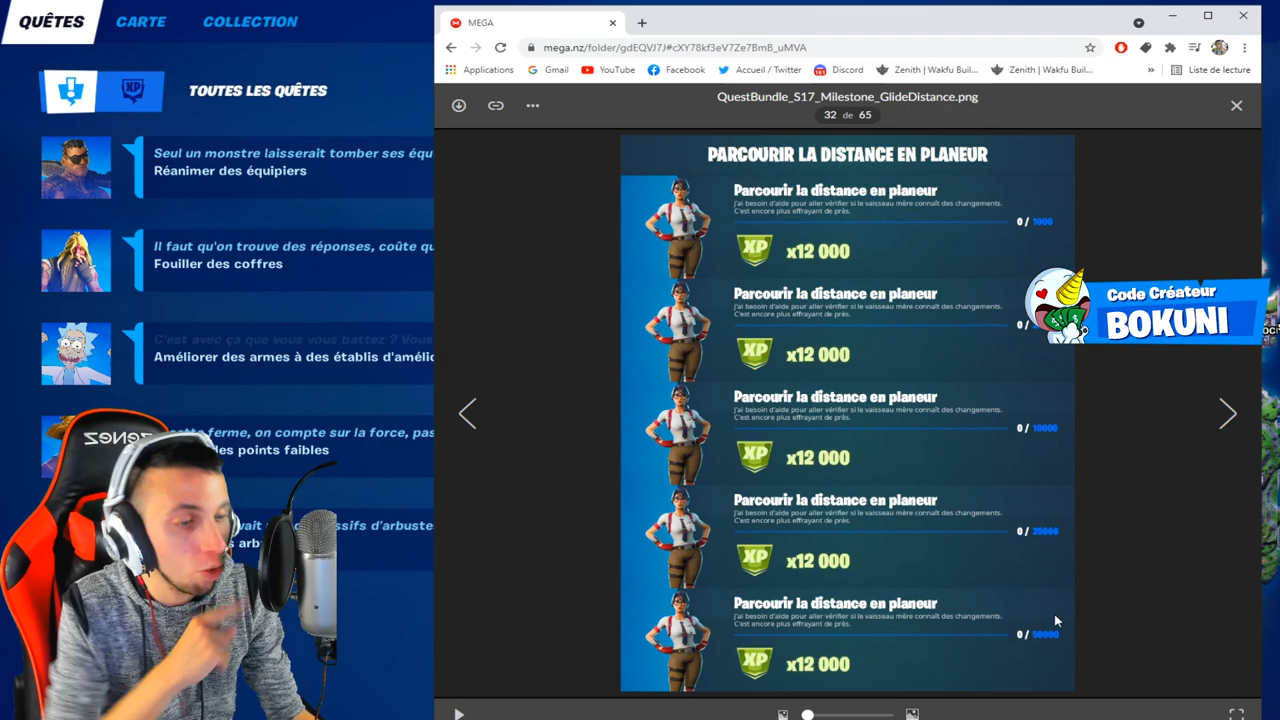 QUÊTES
CARTE
COLLECTION
XP
TOUTES LES QUÊTES
Seul un monstre laisserait tomber ses équ
Réanimer des équipiers
Il faut qu'on trouve des réponses, coûte qu
Fouiller des coffres
C'est avec ça que vous vous battez ? Vous
Améliorer des armes à des établis d'amélio
ferme, on compte sur la force, pas
des points faibles
d'arbuste
ZENEZ
MEGA
mega.nz/folder/gdEQVJ7J#cXY78kf3eV7Ze7BmB_uMVA
Applications
Gmail
YouTube
Facebook
Accueil / Twitter
Discord
Zenith | Wakfu Buil...
Zenith | Wakfu Buil...
»
Liste de lecture
QuestBundle_S17_Milestone_GlideDistance.png
32 de 65
PARCOURIR LA DISTANCE EN PLANEUR
Parcourir la distance en planeur
J'ai besoin d'aide pour aller vérifier si le vaisseau mère connaît des changements.
C'est encore plus effrayant de près.
0 / 1000
XP x12 000
Parcourir la distance en planeur
J'ai besoin d'aide pour aller vérifier si le vaisseau mère connaît des changements.
C'est encore plus effrayant de près.
0 /
XP x12 000
Parcourir la distance en planeur
J'ai besoin d'aide pour aller vérifier si le vaisseau mère connaît des changements.
C'est encore plus effrayant de près.
0 / 10000
XP x12 000
Parcourir la distance en planeur
J'ai besoin d'aide pour aller vérifier si le vaisseau mère connaît des changements.
C'est encore plus effrayant de près.
0 / 25000
XP x12 000
Parcourir la distance en planeur
J'ai besoin d'aide pour aller vérifier si le vaisseau mère connaît des changements.
C'est encore plus effrayant de près.
0 / 50000
XP x12 000
Code Créateur
BOKUNI